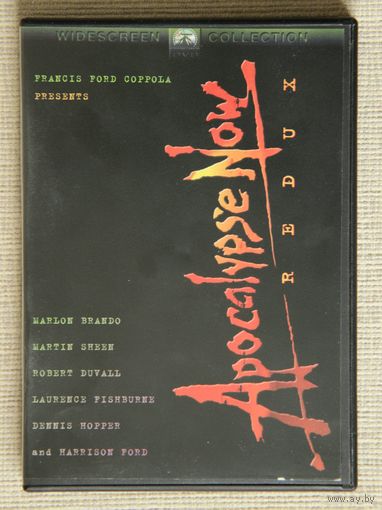 WIDESCREEN COLLECTION
DVD
FRANCIS FORD COPPOLA
PRESENTS
Apocalypse Now
REDUX
MARLON BRANDO
MARTIN SHEEN
ROBERT DUVALL
LAURENCE FISHBURNE
DENNIS HOPPER
and HARRISON FORD
www.ay.by